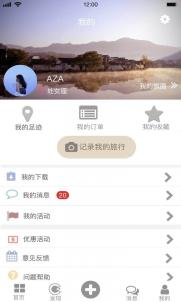 12:00
我的
AZA
处女座
我的旅圈
我的足迹 我的订单 我的收藏
记录我的旅行
我的下载
我的消息 20
我的活动
优惠活动
意见反馈
问题帮助
首页 发现 消息 我的